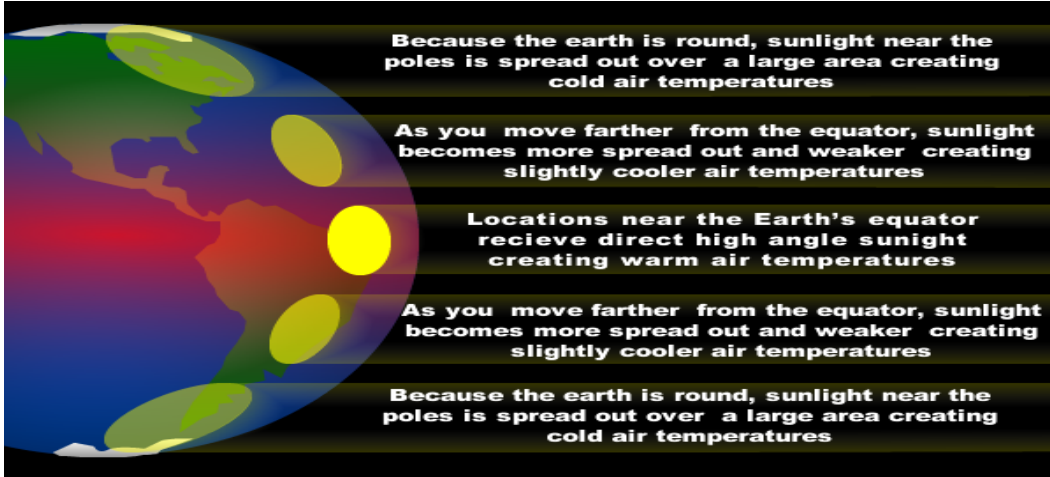 Because the earth is round, sunlight near the
poles is spread out over a large area creating
cold air temperatures
As you move farther from the equator, sunlight
becomes more spread out and weaker creating
slightly cooler air temperatures
Locations near the Earth's equator
recieve direct high angle sunight
creating warm air temperatures
As you move farther from the equator, sunlight
becomes more spread out and weaker creating
slightly cooler air temperatures
Because the earth is round, sunlight near the
poles is spread out over a large area creating
cold air temperatures